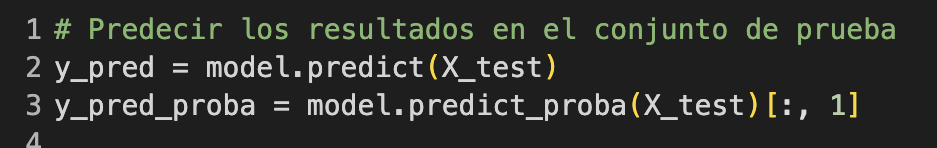 1 # Predecir los resultados en el conjunto de prueba
2 y_pred = model.predict(X_test)
3 y_pred_proba = model.predict_proba(X_test)[:, 1]
4